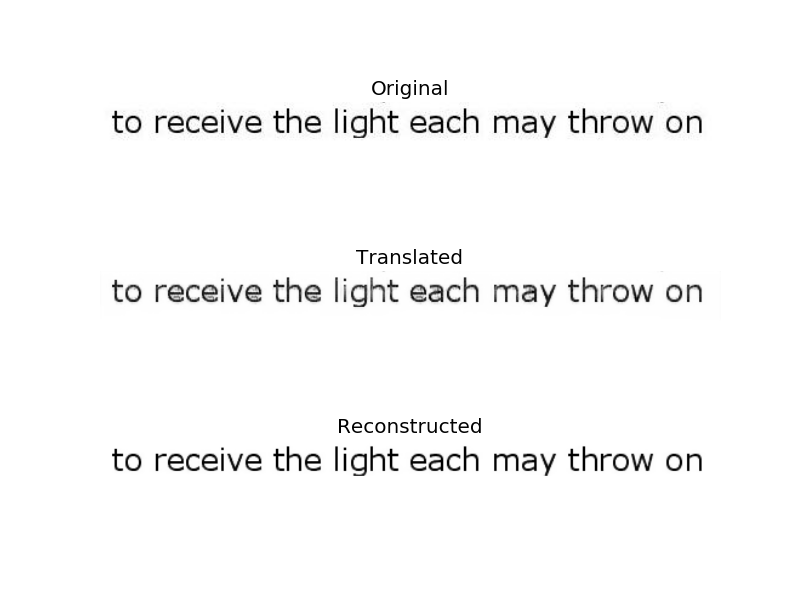 Original
to receive the light each may throw on
Translated
to receive the light each may throw on
Reconstructed
to receive the light each may throw on